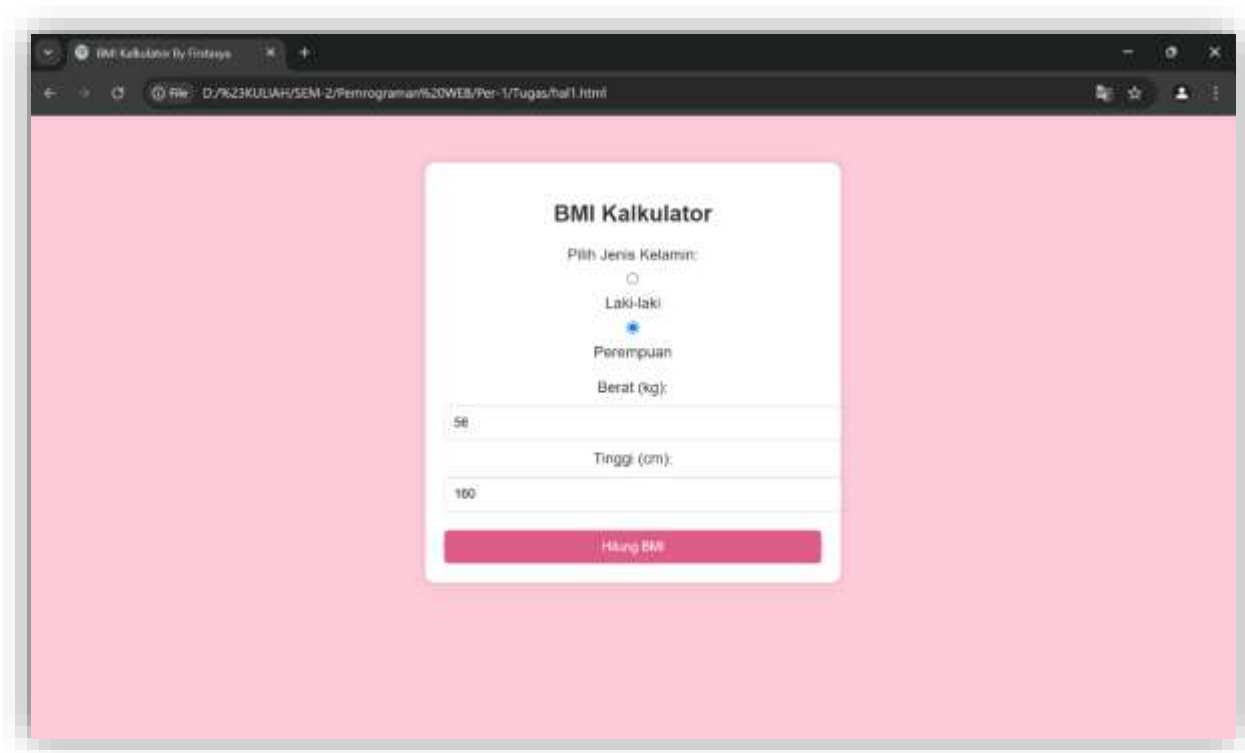 BMI Kalkulator By Firstasya
File D:/%23KULIAH/SEM-2/Pemrograman%20WEB/Per-1/Tugas/hal1.html
BMI Kalkulator
Pilih Jenis Kelamin:
Laki-laki
Perempuan
Berat (kg):
Tinggi (cm):
160
Hitung BMI